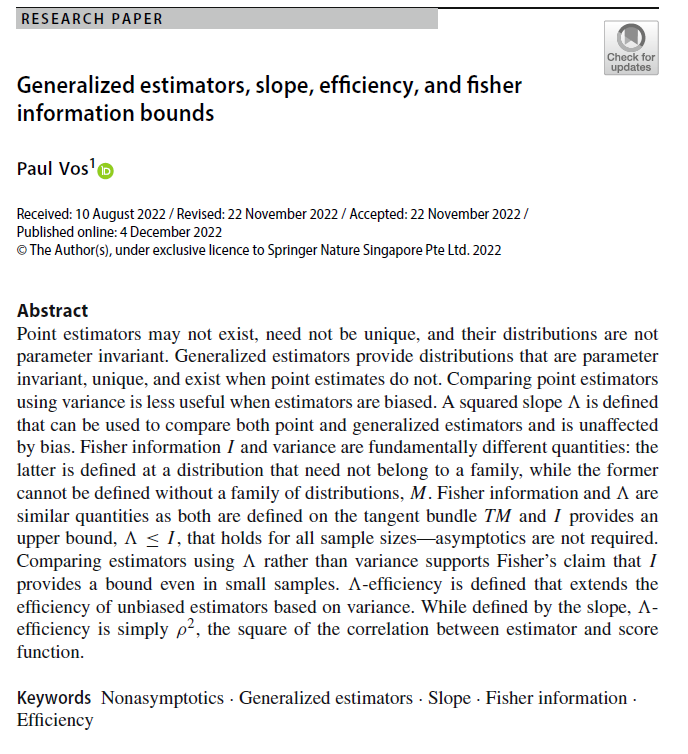 RESEARCH PAPER
Check for
updates
Generalized estimators, slope, efficiency, and fisher
information bounds
Paul Vos¹ iD
Received: 10 August 2022 / Revised: 22 November 2022 / Accepted: 22 November 2022 /
Published online: 4 December 2022
© The Author(s), under exclusive licence to Springer Nature Singapore Pte Ltd. 2022
Abstract
Point estimators may not exist, need not be unique, and their distributions are not
parameter invariant. Generalized estimators provide distributions that are parameter
invariant, unique, and exist when point estimates do not. Comparing point estimators
using variance is less useful when estimators are biased. A squared slope Λ is defined
that can be used to compare both point and generalized estimators and is unaffected
by bias. Fisher information I and variance are fundamentally different quantities: the
latter is defined at a distribution that need not belong to a family, while the former
cannot be defined without a family of distributions, M. Fisher information and Λ are
similar quantities as both are defined on the tangent bundle TM and I provides an
upper bound, Λ ≤ I, that holds for all sample sizes—asymptotics are not required.
Comparing estimators using Λ rather than variance supports Fisher's claim that I
provides a bound even in small samples. Λ-efficiency is defined that extends the
efficiency of unbiased estimators based on variance. While defined by the slope, Λ-
efficiency is simply ρ², the square of the correlation between estimator and score
function.
Keywords Nonasymptotics · Generalized estimators · Slope · Fisher information ·
Efficiency